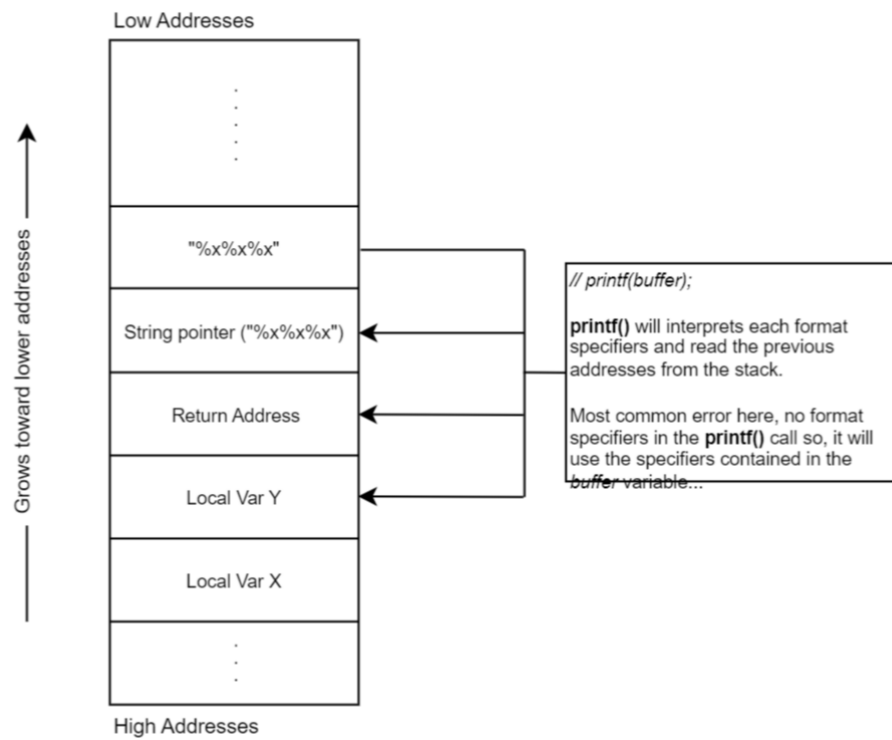 Low Addresses
Grows toward lower addresses
"%x%x%x"
String pointer ("%x%x%x")
Return Address
Local Var Y
Local Var X
High Addresses
// printf(buffer);
printf() will interprets each format
specifiers and read the previous
addresses from the stack.
Most common error here, no format
specifiers in the printf() call so, it will
use the specifiers contained in the
buffer variable...